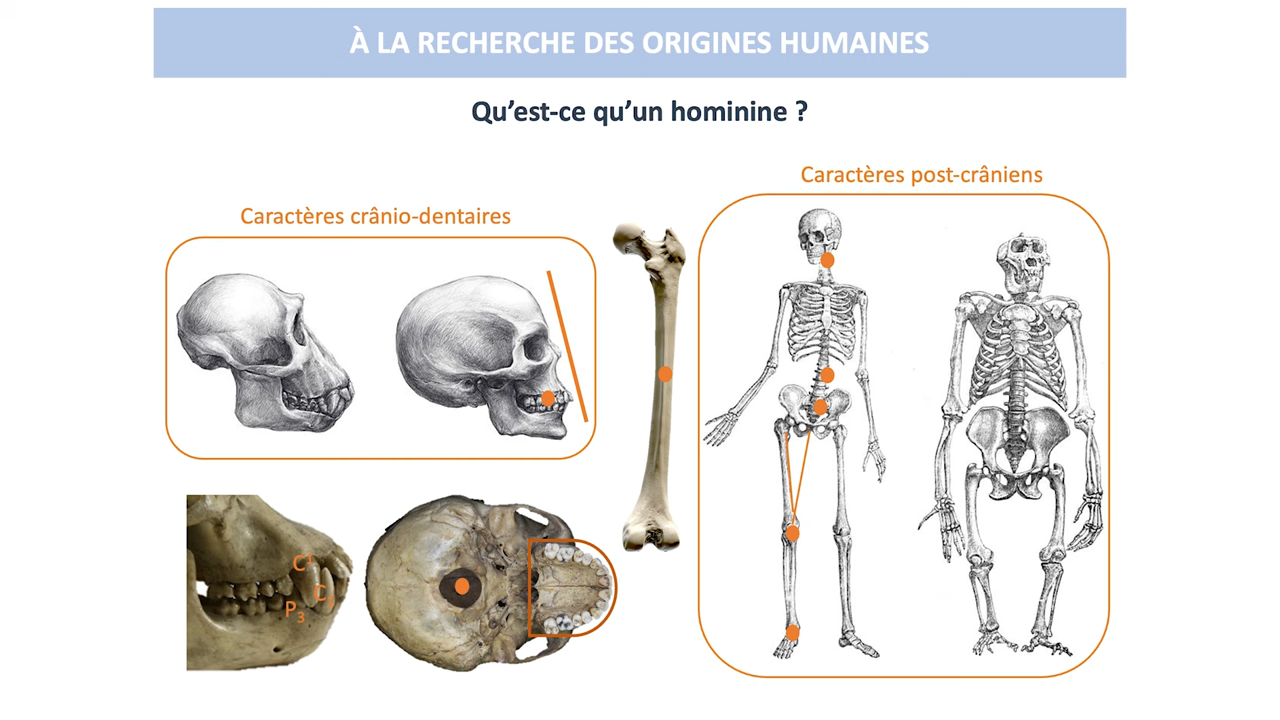 À LA RECHERCHE DES ORIGINES HUMAINES
Qu’est-ce qu’un hominine ?
Caractères post-crâniens
Caractères crânio-dentaires
C¹
C₁
P₃